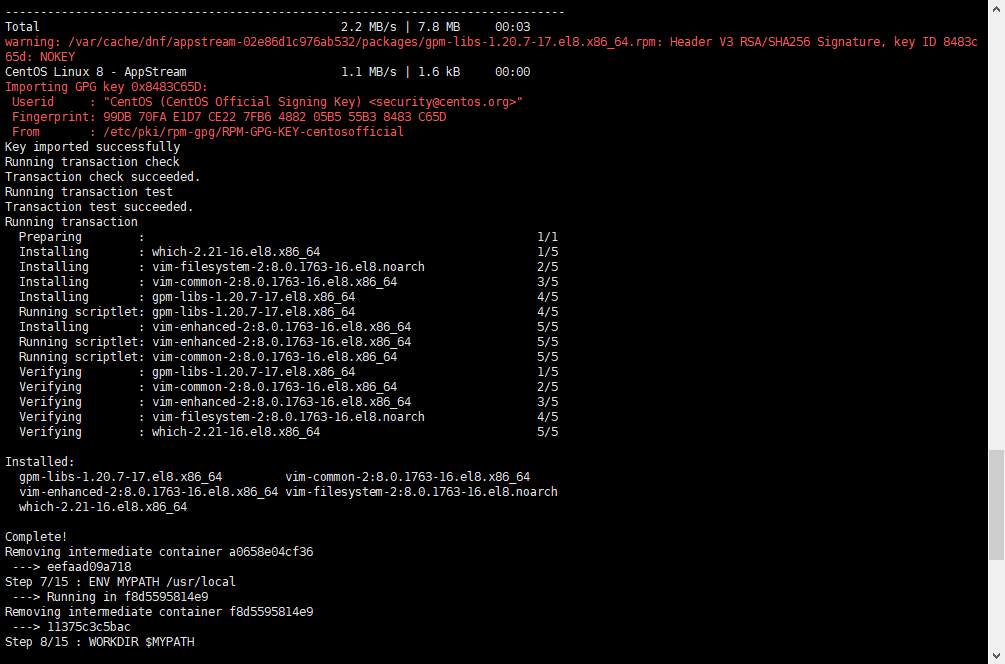 --------------------------------------------------------------------------------
Total                                           2.2 MB/s | 7.8 MB     00:03
warning: /var/cache/dnf/appstream-02e86d1c976ab532/packages/gpm-libs-1.20.7-17.el8.x86_64.rpm: Header V3 RSA/SHA256 Signature, key ID 8483c
65d: NOKEY
CentOS Linux 8 - AppStream                      1.1 MB/s | 1.6 kB     00:00
Importing GPG key 0x8483C65D:
 Userid     : "CentOS (CentOS Official Signing Key) <security@centos.org>"
 Fingerprint: 99DB 70FA E1D7 CE22 7FB6 4882 05B5 55B3 8483 C65D
 From       : /etc/pki/rpm-gpg/RPM-GPG-KEY-centosofficial
Key imported successfully
Running transaction check
Transaction check succeeded.
Running transaction test
Transaction test succeeded.
Running transaction
  Preparing        :                                                        1/1
  Installing       : which-2.21-16.el8.x86_64                               1/5
  Installing       : vim-filesystem-2:8.0.1763-16.el8.noarch                2/5
  Installing       : vim-common-2:8.0.1763-16.el8.x86_64                    3/5
  Installing       : gpm-libs-1.20.7-17.el8.x86_64                          4/5
  Running scriptlet: gpm-libs-1.20.7-17.el8.x86_64                          4/5
  Installing       : vim-enhanced-2:8.0.1763-16.el8.x86_64                  5/5
  Running scriptlet: vim-enhanced-2:8.0.1763-16.el8.x86_64                  5/5
  Running scriptlet: vim-common-2:8.0.1763-16.el8.x86_64                    5/5
  Verifying        : gpm-libs-1.20.7-17.el8.x86_64                          1/5
  Verifying        : vim-common-2:8.0.1763-16.el8.x86_64                    2/5
  Verifying        : vim-enhanced-2:8.0.1763-16.el8.x86_64                  3/5
  Verifying        : vim-filesystem-2:8.0.1763-16.el8.noarch                4/5
  Verifying        : which-2.21-16.el8.x86_64                               5/5

Installed:
  gpm-libs-1.20.7-17.el8.x86_64         vim-common-2:8.0.1763-16.el8.x86_64
  vim-enhanced-2:8.0.1763-16.el8.x86_64 vim-filesystem-2:8.0.1763-16.el8.noarch
  which-2.21-16.el8.x86_64

Complete!
Removing intermediate container a0658e04cf36
 ---> eefaad09a718
Step 7/15 : ENV MYPATH /usr/local
 ---> Running in f8d5595814e9
Removing intermediate container f8d5595814e9
 ---> 11375c3c5bac
Step 8/15 : WORKDIR $MYPATH